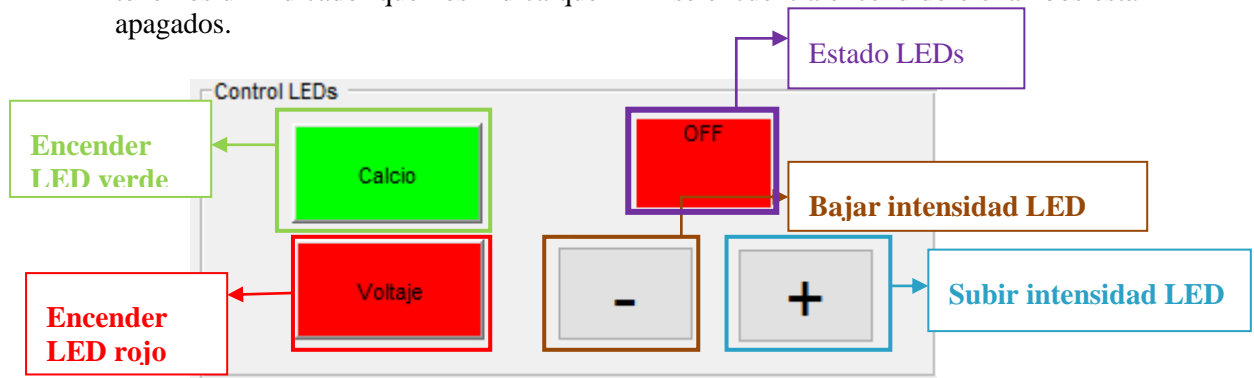 apagados.
Estado LEDs
Control LEDs
OFF
Encender
LED verde
Calcio
Bajar intensidad LED
Voltaje
-
+
Subir intensidad LED
Encender
LED rojo